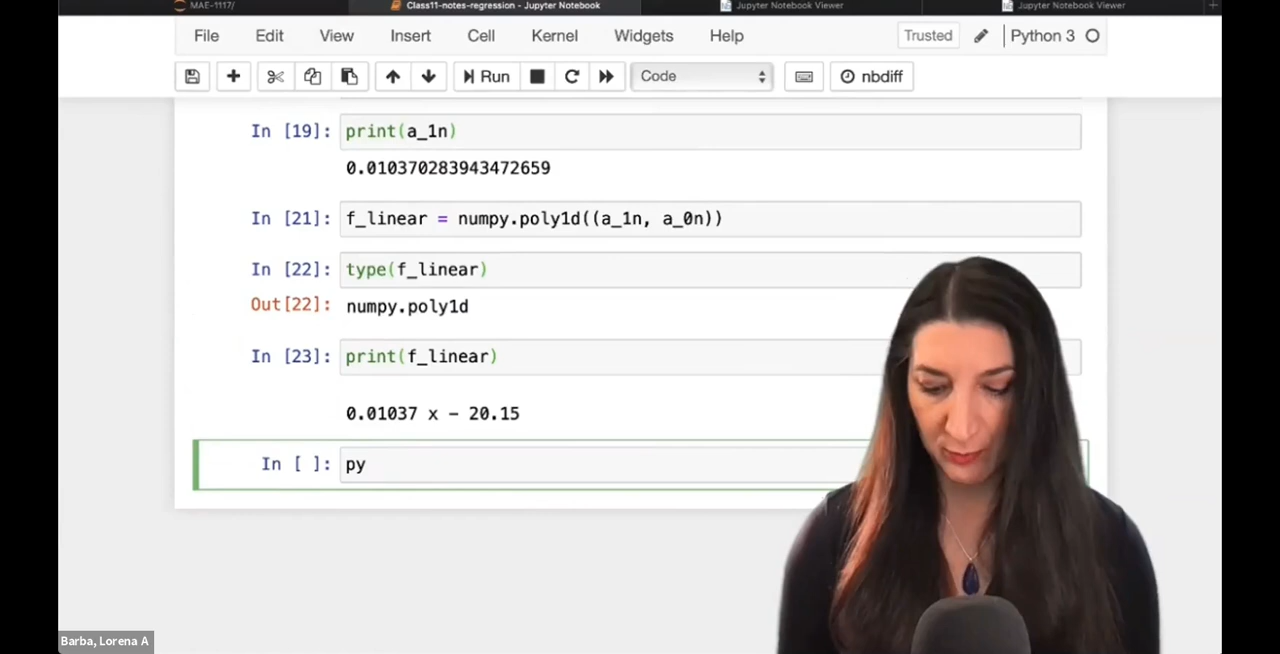 MAE-1117/
Class11-notes-regression - Jupyter Notebook
Jupyter Notebook Viewer
Jupyter Notebook Viewer
File Edit View Insert Cell Kernel Widgets Help Trusted Python 3
Run Code nbdiff
In [19]: print(a_1n)
0.010370283943472659
In [21]: f_linear = numpy.poly1d((a_1n, a_0n))
In [22]: type(f_linear)
Out[22]: numpy.poly1d
In [23]: print(f_linear)
0.01037 x - 20.15
In [ ]: py
Barba, Lorena A